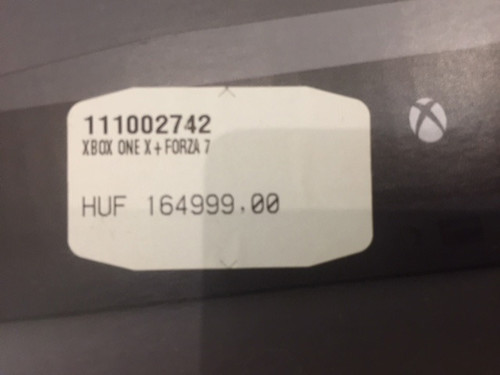 111002742
XBOX ONE X + FORZA 7
HUF 164999.00